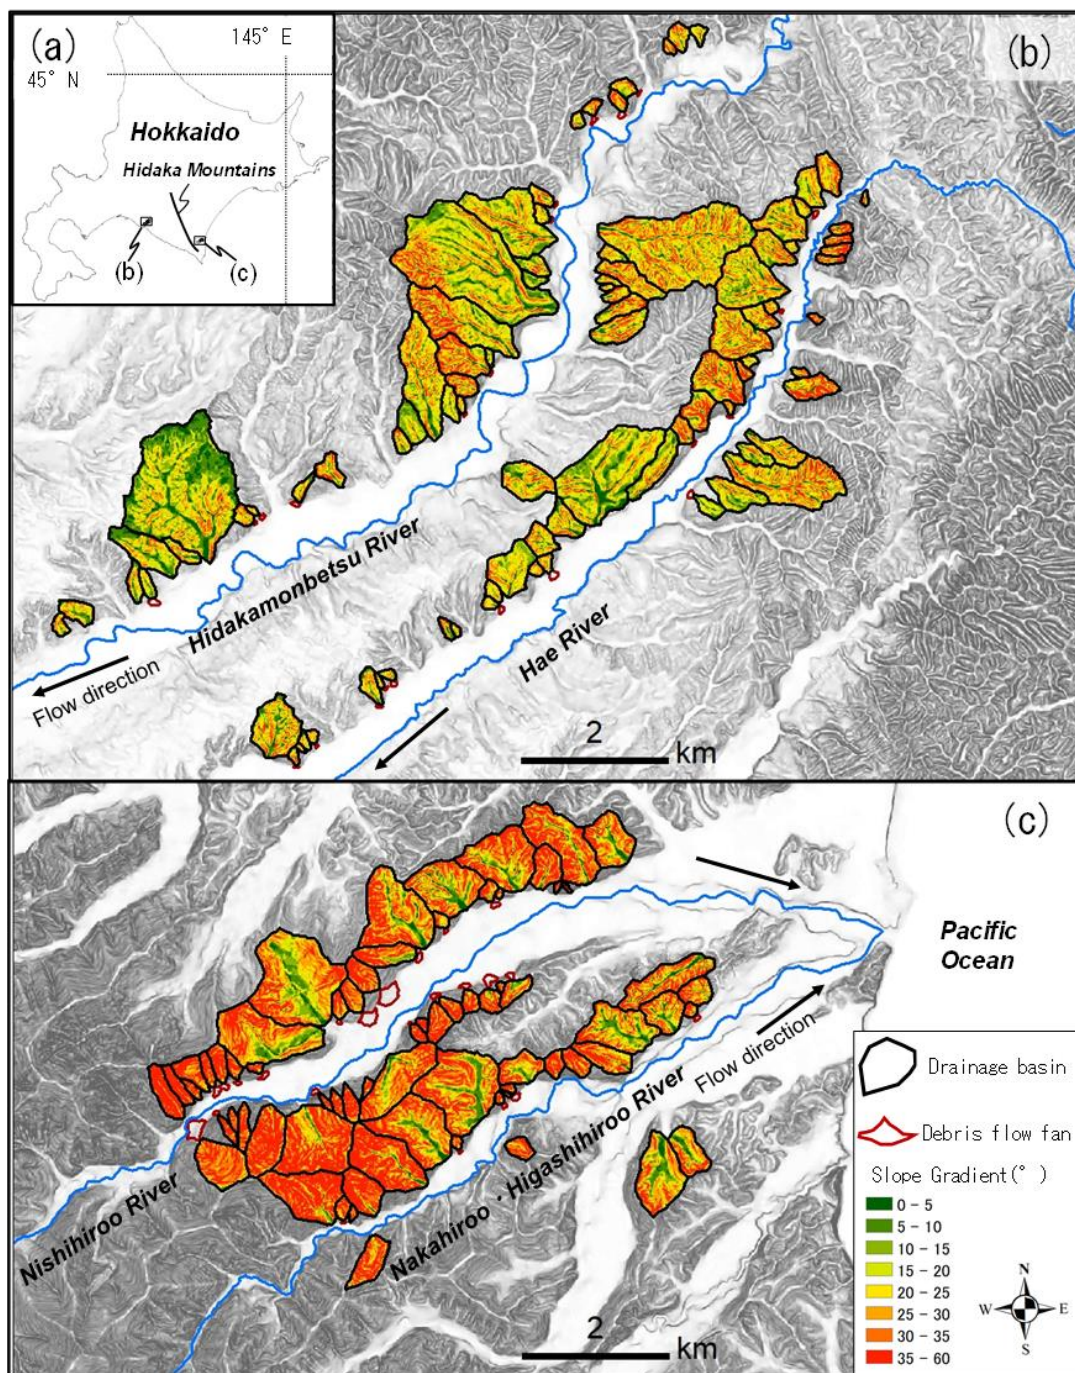 (a)
145° E
45° N
Hokkaido
Hidaka Mountains
(b)
(c)
(b)
Hidakamonbetsu River
Flow direction
Hae River
2
km
(c)
Pacific
Ocean
Nishihiroo River
Nakahiroo · Higashihiroo River
Flow direction
2
km
Drainage basin
Debris flow fan
Slope Gradient(°)
0 - 5
5 - 10
10 - 15
15 - 20
20 - 25
25 - 30
30 - 35
35 - 60
N
W
E
S